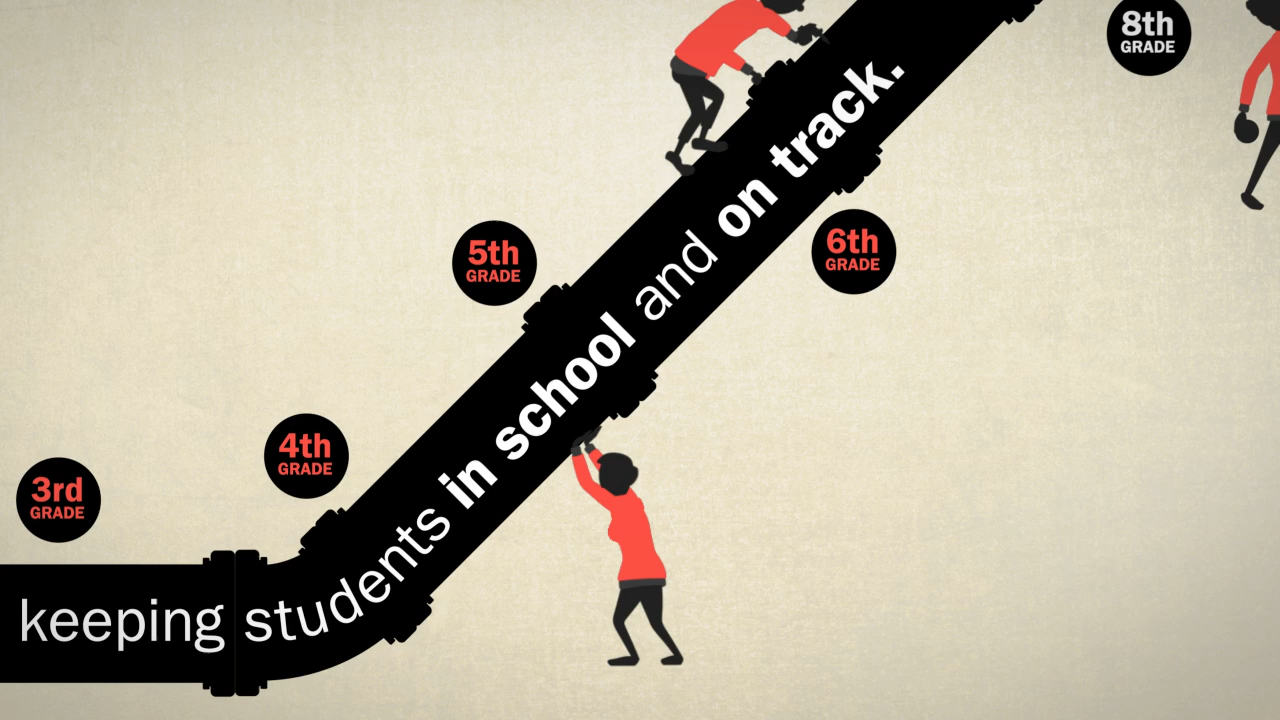 8th
GRADE
5th
GRADE
6th
GRADE
4th
GRADE
3rd
GRADE
keeping students in school and on track.